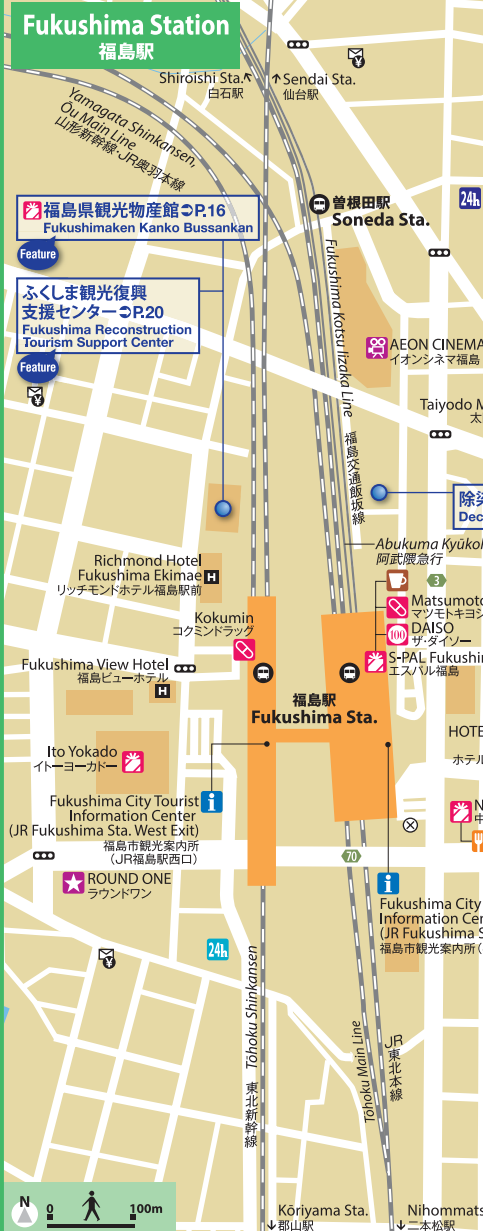 Fukushima Station
福島駅
Shiroishi Sta.
白石駅
Sendai Sta.
仙台駅
Yamagata Shinkansen,
Ōu Main Line
山形新幹線・JR奥羽本線
福島県観光物産館➲P.16
Fukushimaken Kanko Bussankan
Feature
曽根田駅
Soneda Sta.
24h
ふくしま観光復興
支援センター➲P.20
Fukushima Reconstruction
Tourism Support Center
Feature
Fukushima Kotsu Iizaka Line
福島交通飯坂線
AEON CINEMA
イオンシネマ福島
Taiyodo
太
除染
Dec
Abukuma Kyūko
阿武隈急行
Richmond Hotel
Fukushima Ekimae
リッチモンドホテル福島駅前
H
3
Matsumoto
マツモトキヨシ
100
DAISO
ザ・ダイソー
Kokumin
コクミンドラッグ
S-PAL Fukushim
エスパル福島
Fukushima View Hotel
福島ビューホテル
H
福島駅
Fukushima Sta.
HOTE
ホテル
Ito Yokado
イトーヨーカドー
Fukushima City Tourist
Information Center
(JR Fukushima Sta. West Exit)
福島市観光案内所
（JR福島駅西口）
i
N
中
70
ROUND ONE
ラウンドワン
i
Fukushima City
Information Cen
(JR Fukushima S
福島市観光案内所（
24h
Tōhoku Shinkansen
東北新幹線
Tōhoku Main Line
JR東北本線
N
0
100m
Kōriyama Sta.
郡山駅
Nihommats
二本松駅